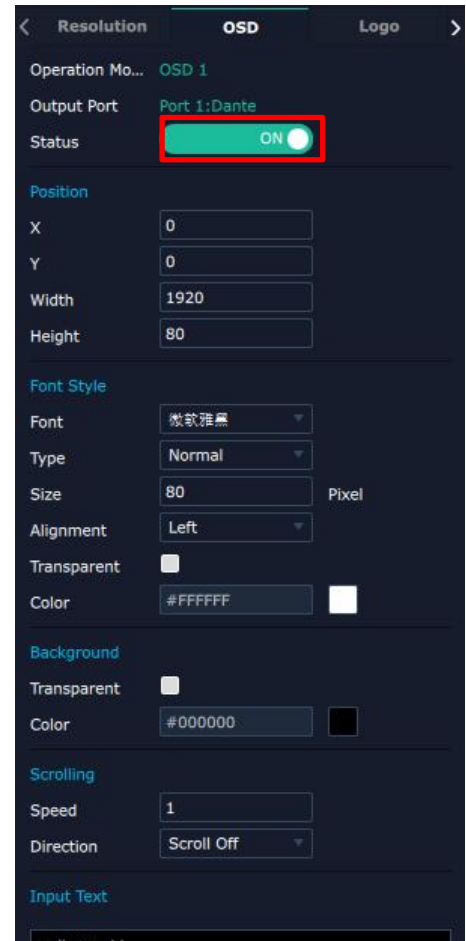 Resolution OSD Logo
Operation Mo... OSD 1
Output Port Port 1:Dante
Status ON
Position
X 0
Y 0
Width 1920
Height 80
Font Style
Font 微软雅黑
Type Normal
Size 80 Pixel
Alignment Left
Transparent
Color #FFFFFF
Background
Transparent
Color #000000
Scrolling
Speed 1
Direction Scroll Off
Input Text